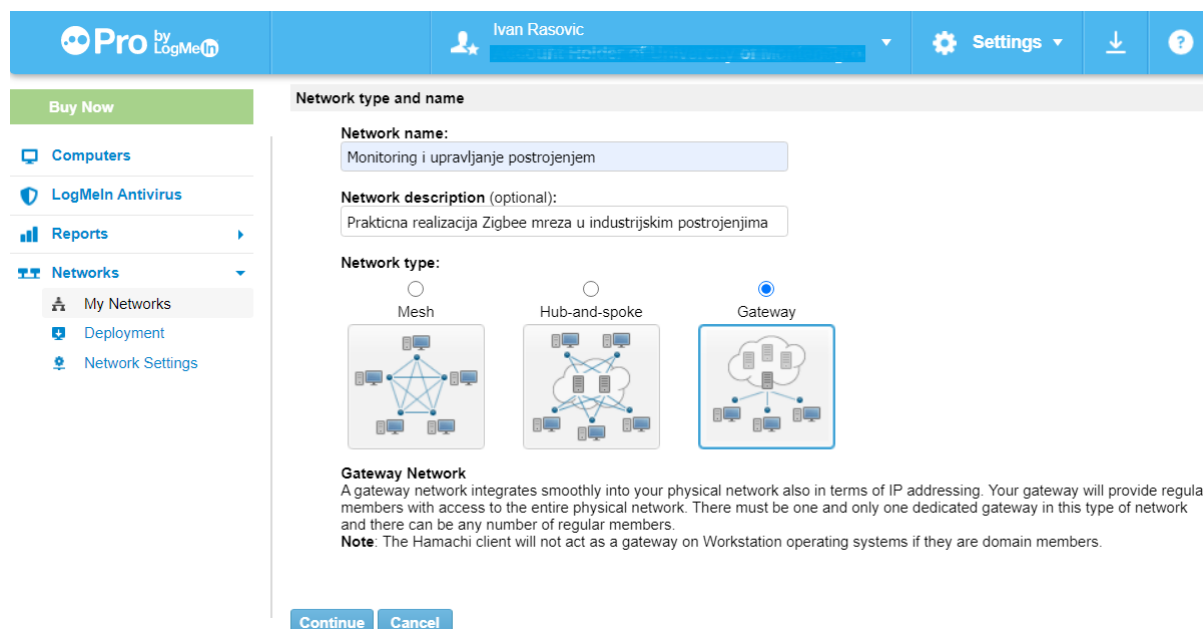 Pro by LogMeIn
Ivan Rasovic
Settings
?
Buy Now
Computers
LogMeIn Antivirus
Reports
Networks
My Networks
Deployment
Network Settings
Network type and name
Network name:
Monitoring i upravljanje postrojenjem
Network description (optional):
Prakticna realizacija Zigbee mreza u industrijskim postrojenjima
Network type:
Mesh Hub-and-spoke Gateway
Gateway Network
A gateway network integrates smoothly into your physical network also in terms of IP addressing. Your gateway will provide regula
members with access to the entire physical network. There must be one and only one dedicated gateway in this type of network
and there can be any number of regular members.
Note: The Hamachi client will not act as a gateway on Workstation operating systems if they are domain members.
Continue Cancel